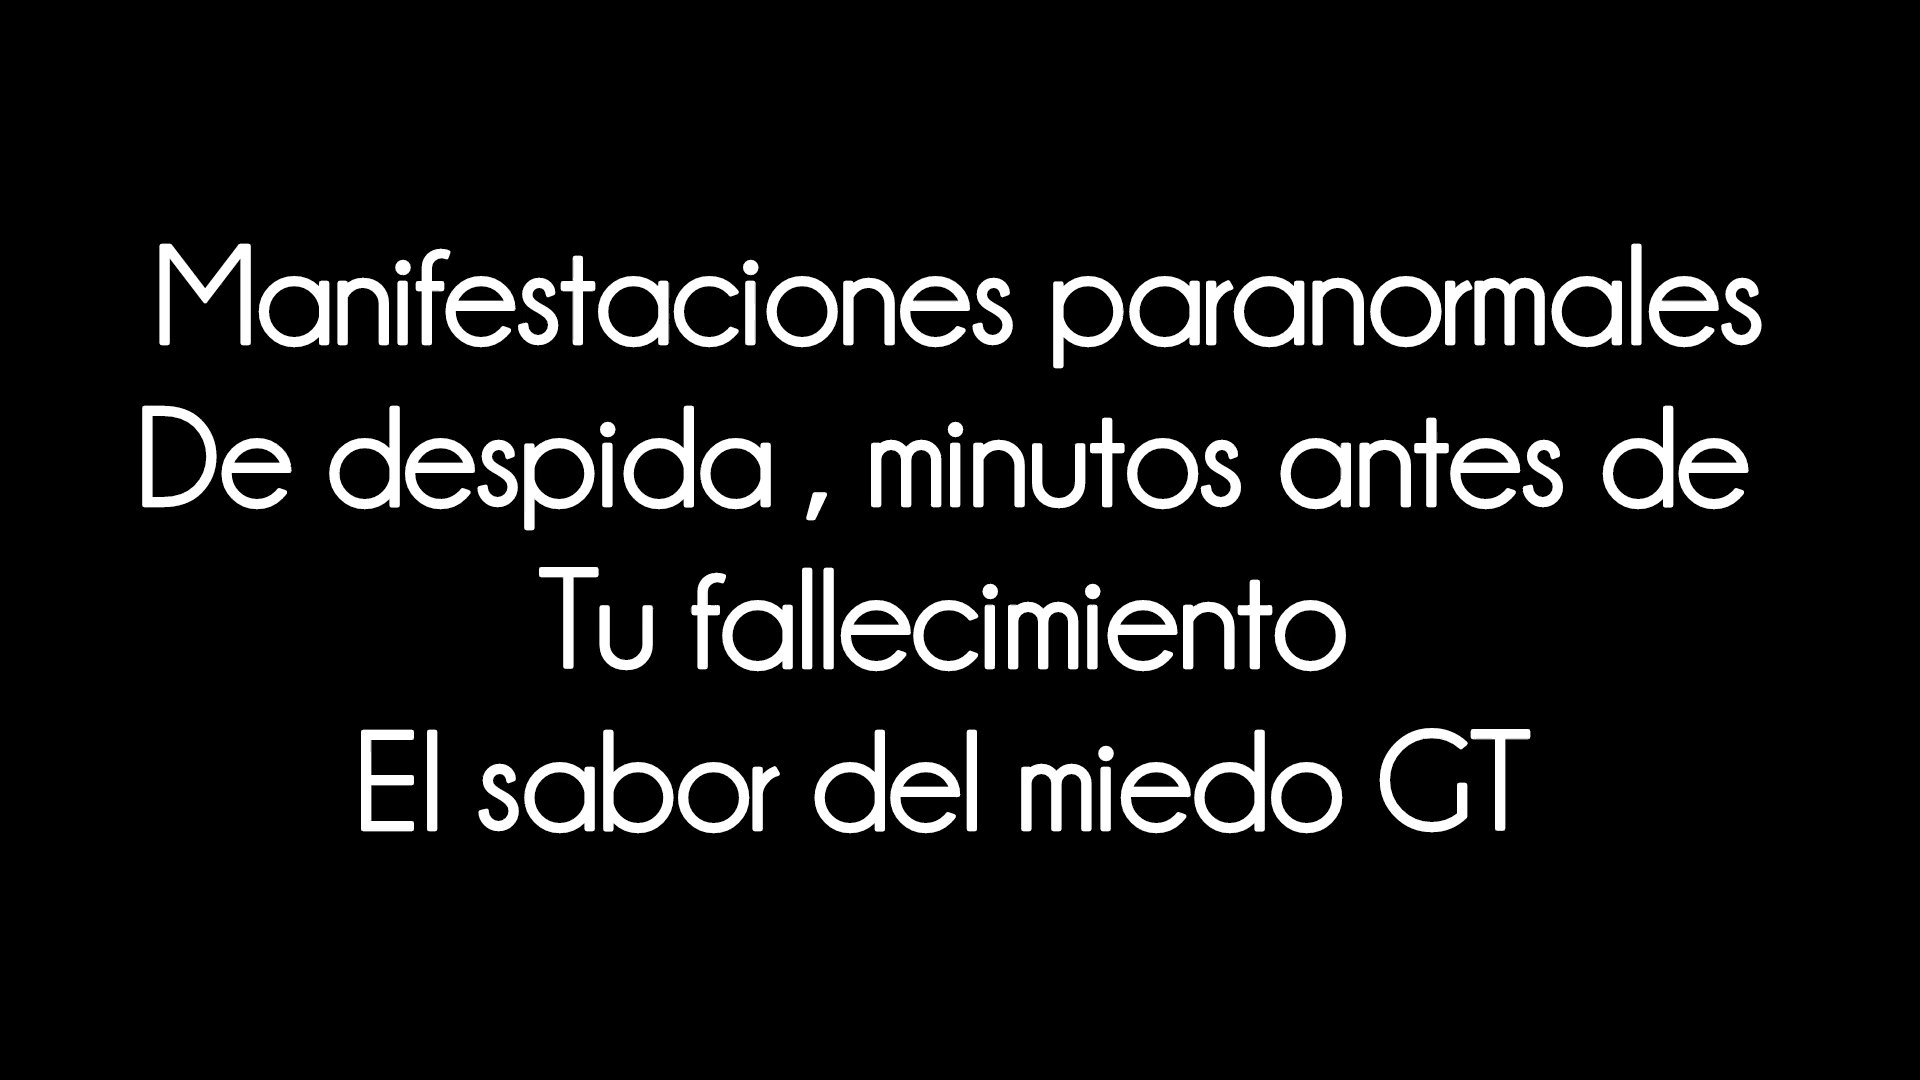 Manifestaciones paranormales
De despida , minutos antes de
Tu fallecimiento
El sabor del miedo GT